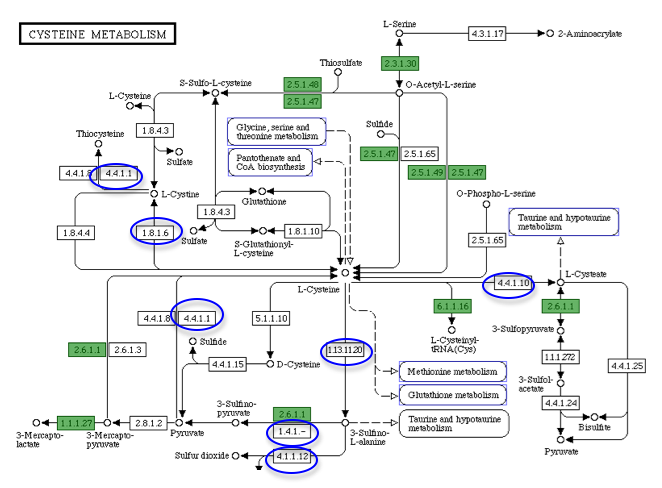 CYSTEINE METABOLISM
L-Serine
4.3.1.17
2-Aminoacrylate
2.3.1.30
Thiosulfate
S-Sulfo-L-cysteine
2.5.1.48
2.5.1.47
O-Acetyl-L-serine
L-Cysteine
1.8.4.3
Sulfate
Thiocysteine
4.4.1.8
4.4.1.1
L-Cystine
Glycine, serine and
threonine metabolism
Pantothenate and
CoA biosynthesis
Sulfide
2.5.1.47
2.5.1.65
2.5.1.49
2.5.1.47
O-Phospho-L-serine
2.5.1.65
Taurine and hypotaurine
metabolism
Glutathione
1.8.4.3
1.8.4.4
1.8.1.6
Sulfate
S-Glutathionyl-
L-cysteine
1.8.1.10
L-Cysteine
4.4.1.10
L-Cysteate
4.4.1.8
4.4.1.1
5.1.1.10
6.1.1.16
2.6.1.1
L-Cysteinyl-
tRNA(Cys)
3-Sulfopyruvate
Sulfide
2.6.1.1
2.6.1.3
1.13.11.20
1.1.1.272
4.4.1.15
D-Cysteine
4.4.1.25
Methionine metabolism
3-Sulfol-
acetate
Glutathione metabolism
4.4.1.24
Taurine and hypotaurine
metabolism
Bisulfite
Pyruvate
3-Sulfino-
pyruvate
2.6.1.1
1.4.1.-
3-Sulfino-
L-alanine
1.1.1.27
2.8.1.2
3-Mercapto-
lactate
3-Mercapto-
pyruvate
Pyruvate
Sulfur dioxide
4.1.1.12